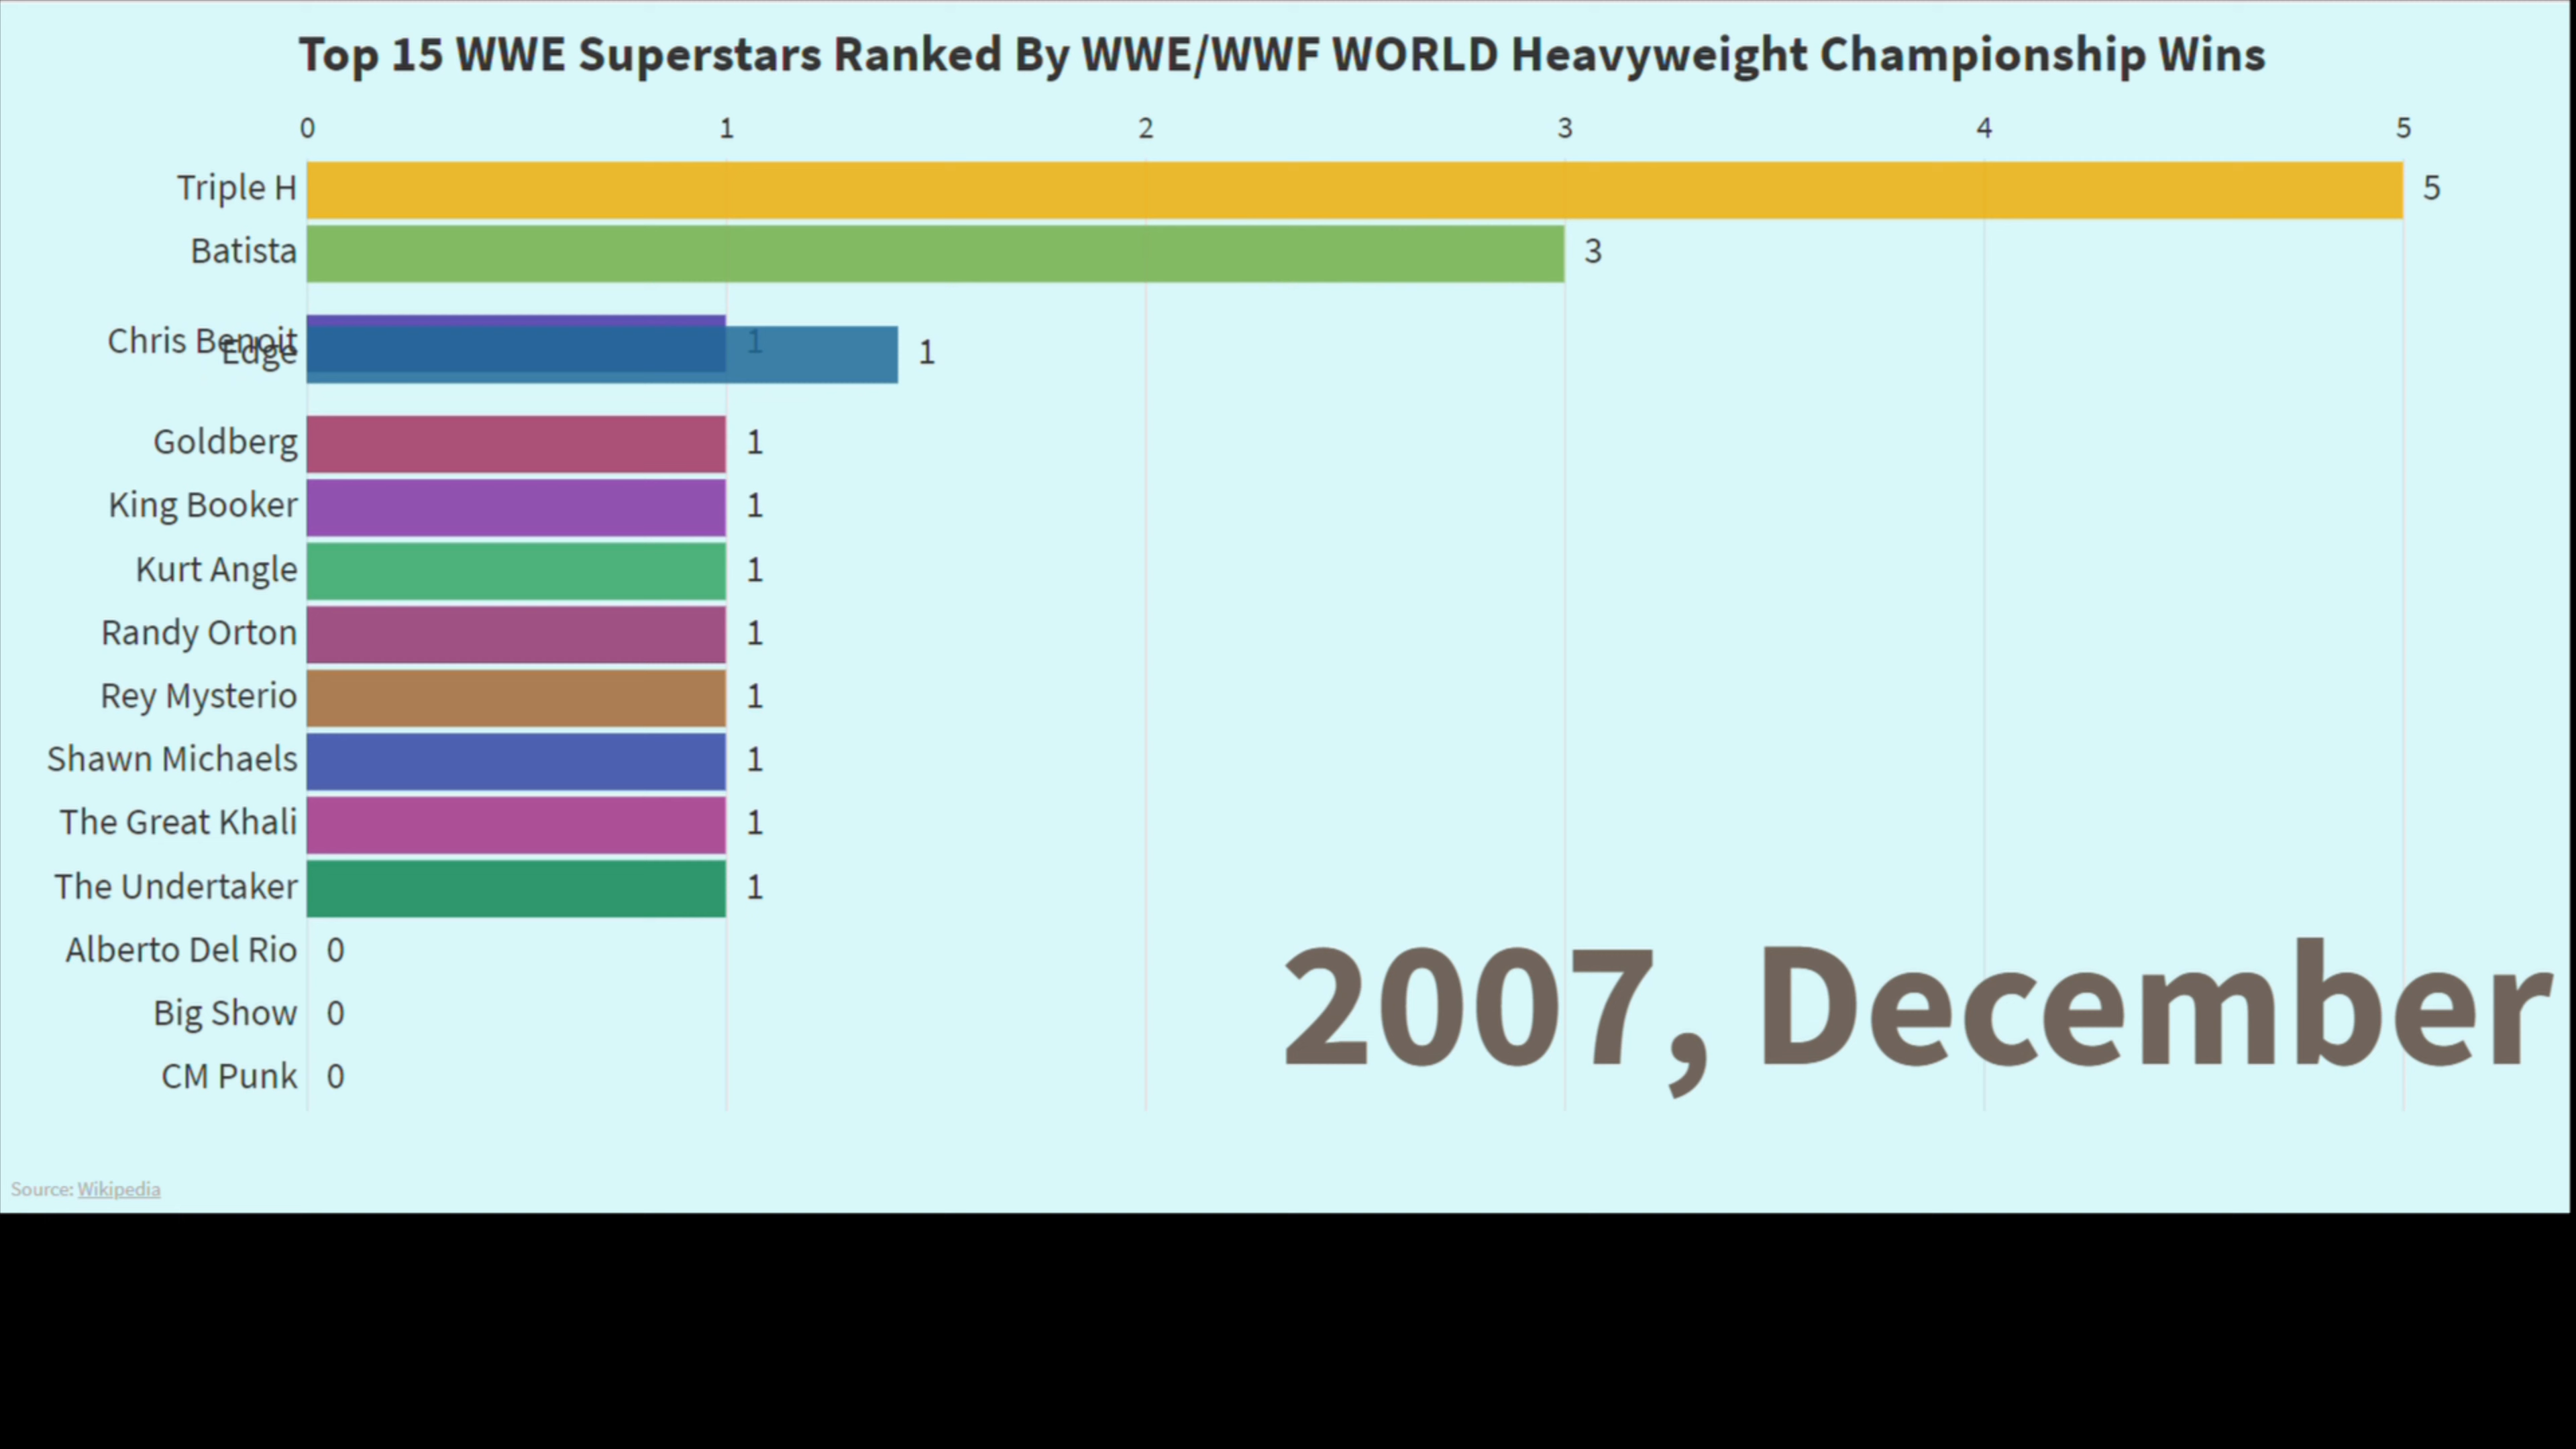 Top 15 WWE Superstars Ranked By WWE/WWF WORLD Heavyweight Championship Wins
0 1 2 3 4 5
Triple H 5
Batista 3
Chris Benoit 1
Edge 1
Goldberg 1
King Booker 1
Kurt Angle 1
Randy Orton 1
Rey Mysterio 1
Shawn Michaels 1
The Great Khali 1
The Undertaker 1
Alberto Del Rio 0
Big Show 0
CM Punk 0
2007, December
Source: Wikipedia